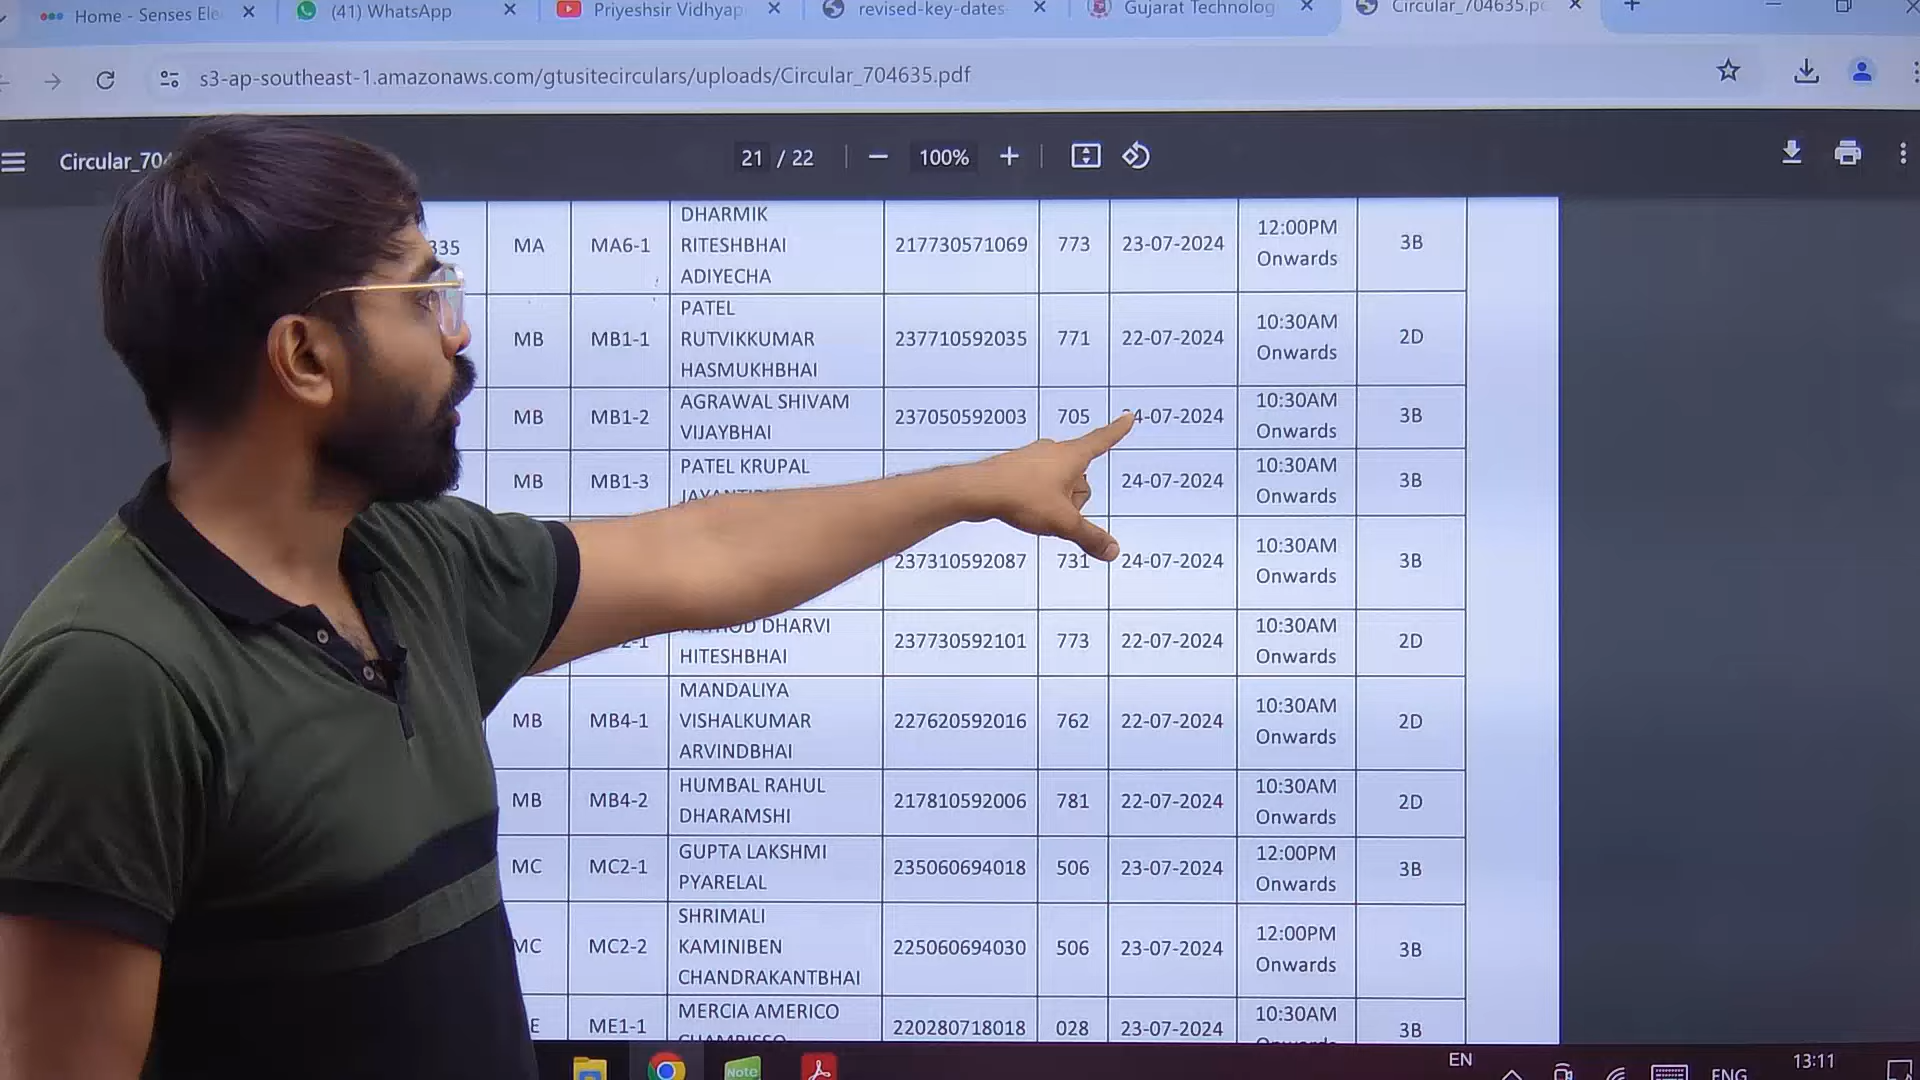 Home - Senses Ele
(41) WhatsApp
Priyeshsir Vidhyap
revised-key-dates-
Gujarat Technolog
Circular_704635.p
s3-ap-southeast-1.amazonaws.com/gtusitecirculars/uploads/Circular_704635.pdf
Circular_704
21 / 22
100%
335 MA MA6-1 DHARMIK RITESHBHAI ADIYECHA 217730571069 773 23-07-2024 12:00PM Onwards 3B
MB MB1-1 PATEL RUTVIKKUMAR HASMUKHBHAI 237710592035 771 22-07-2024 10:30AM Onwards 2D
MB MB1-2 AGRAWAL SHIVAM VIJAYBHAI 237050592003 705 24-07-2024 10:30AM Onwards 3B
MB MB1-3 PATEL KRUPAL 24-07-2024 10:30AM Onwards 3B
237310592087 731 24-07-2024 10:30AM Onwards 3B
DHARVI HITESHBHAI 237730592101 773 22-07-2024 10:30AM Onwards 2D
MB MB4-1 MANDALIYA VISHALKUMAR ARVINDBHAI 227620592016 762 22-07-2024 10:30AM Onwards 2D
MB MB4-2 HUMBAL RAHUL DHARAMSHI 217810592006 781 22-07-2024 10:30AM Onwards 2D
MC MC2-1 GUPTA LAKSHMI PYARELAL 235060694018 506 23-07-2024 12:00PM Onwards 3B
MC MC2-2 SHRIMALI KAMINIBEN CHANDRAKANTBHAI 225060694030 506 23-07-2024 12:00PM Onwards 3B
E ME1-1 MERCIA AMERICO CHAMBISSO 220280718018 028 23-07-2024 10:30AM 3B
Note
EN
ENG
13:11